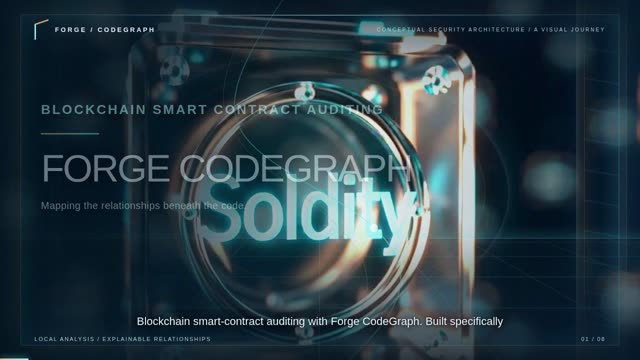 FORGE / CODEGRAPH
CONCEPTUAL SECURITY ARCHITECTURE / A VISUAL JOURNEY
BLOCKCHAIN SMART CONTRACT AUDITING
FORGE CODEGRAPH
Mapping the relationships beneath the code.
Soldity
Blockchain smart-contract auditing with Forge CodeGraph. Built specifically
LOCAL ANALYSIS / EXPLAINABLE RELATIONSHIPS
01 / 08